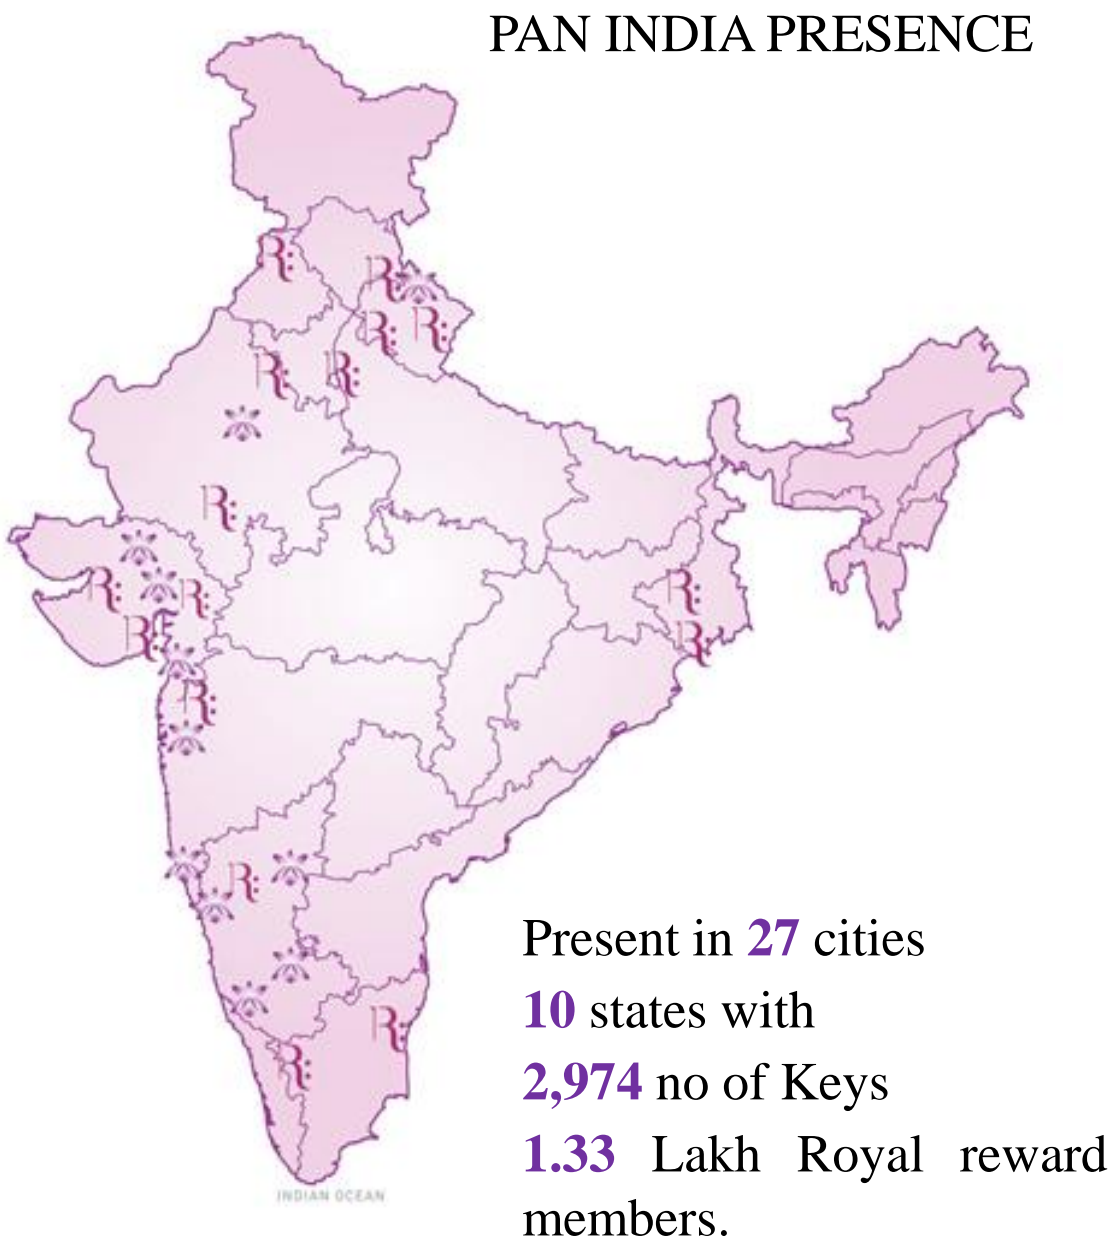 PAN INDIA PRESENCE
INDIAN OCEAN
Present in 27 cities
10 states with
2,974 no of Keys
1.33 Lakh Royal reward
members.